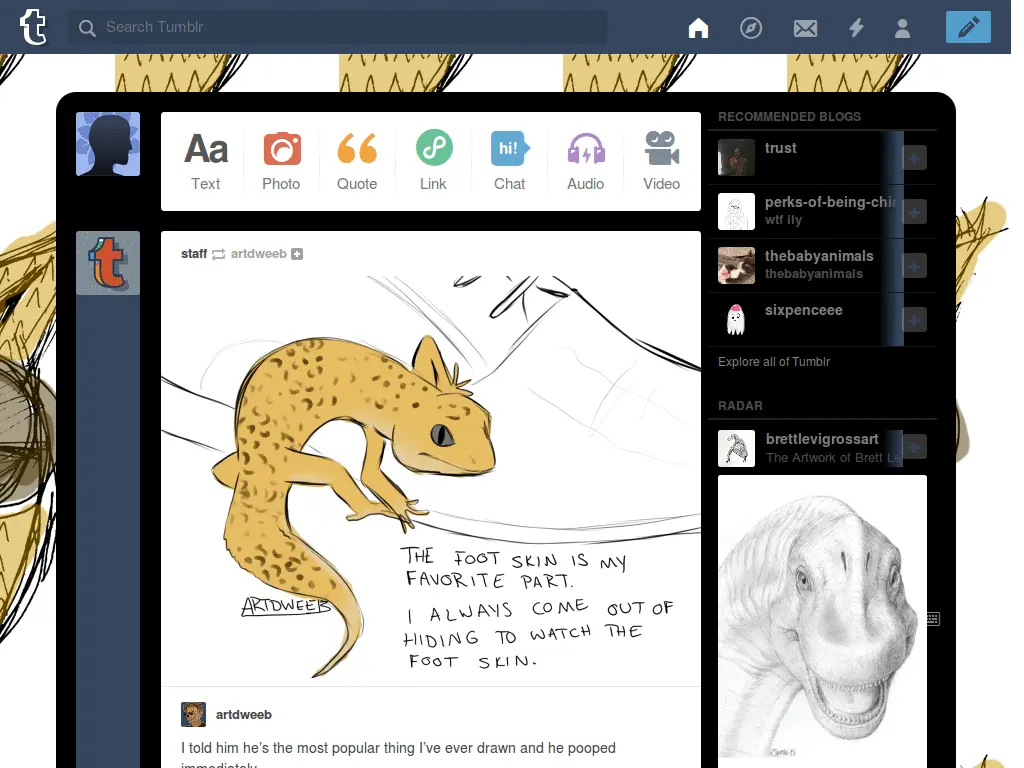 Search Tumblr
Aa
hi!
Text
Photo
Quote
Link
Chat
Audio
Video
staff artdweeb
THE FOOT SKIN IS MY
FAVORITE PART.
I ALWAYS COME OUT OF
HIDING TO WATCH THE
FOOT SKIN.
ARTDWEEB
artdweeb
I told him he's the most popular thing I've ever drawn and he pooped
immediately
RECOMMENDED BLOGS
trust
perks-of-being-chi
wtf ily
thebabyanimals
thebabyanimals
sixpenceee
Explore all of Tumblr
RADAR
brettlevigrossart
The Artwork of Brett Le